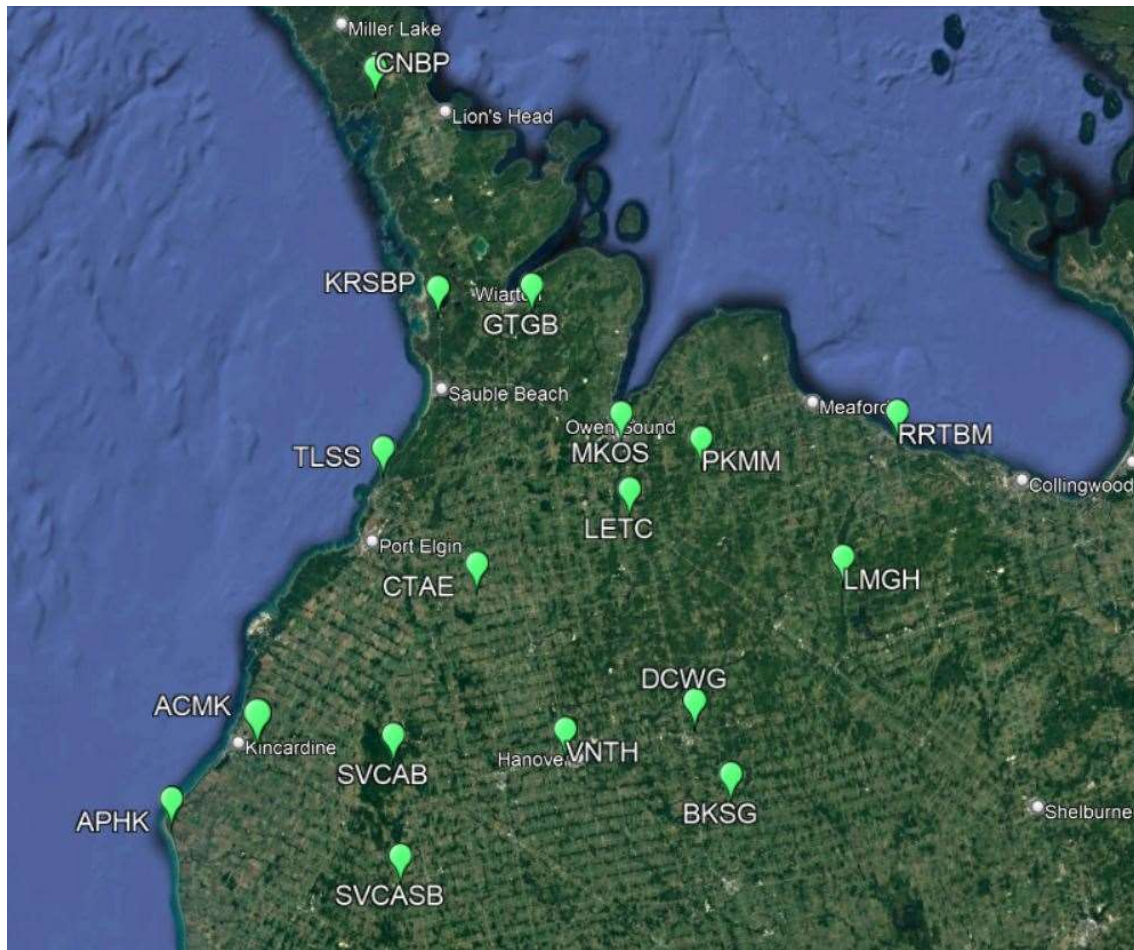 Miller Lake
CNBP
Lion's Head
KRSBP
Wiarton
GTGB
Sauble Beach
Meaford
Owen Sound
RRTBM
TLSS
MKOS
PKMM
Collingwood
LETC
Port Elgin
CTAE
LMGH
DCWG
ACMK
Kincardine
VNTH
Hanover
SVCAB
BKSG
APHK
Shelburne
SVCASB